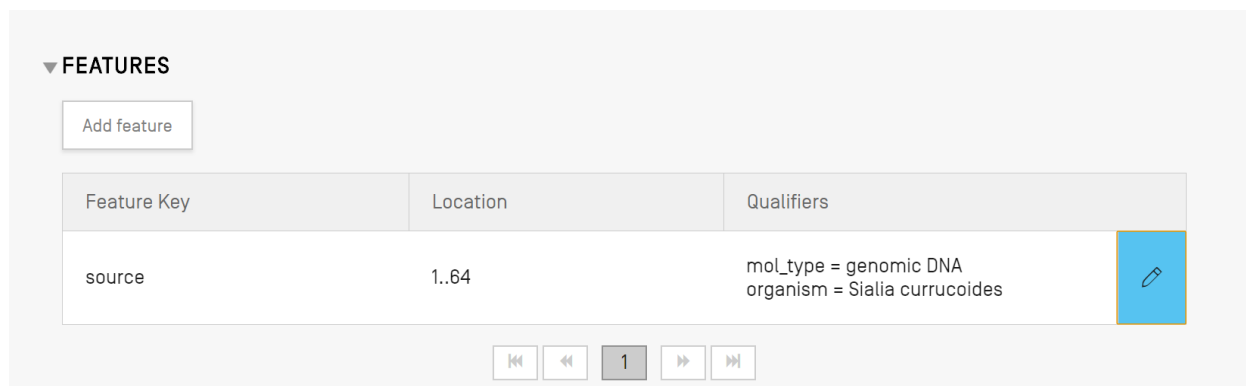 FEATURES
Add feature
Feature Key Location Qualifiers
source 1..64 mol_type = genomic DNA
organism = Sialia currucoides
1